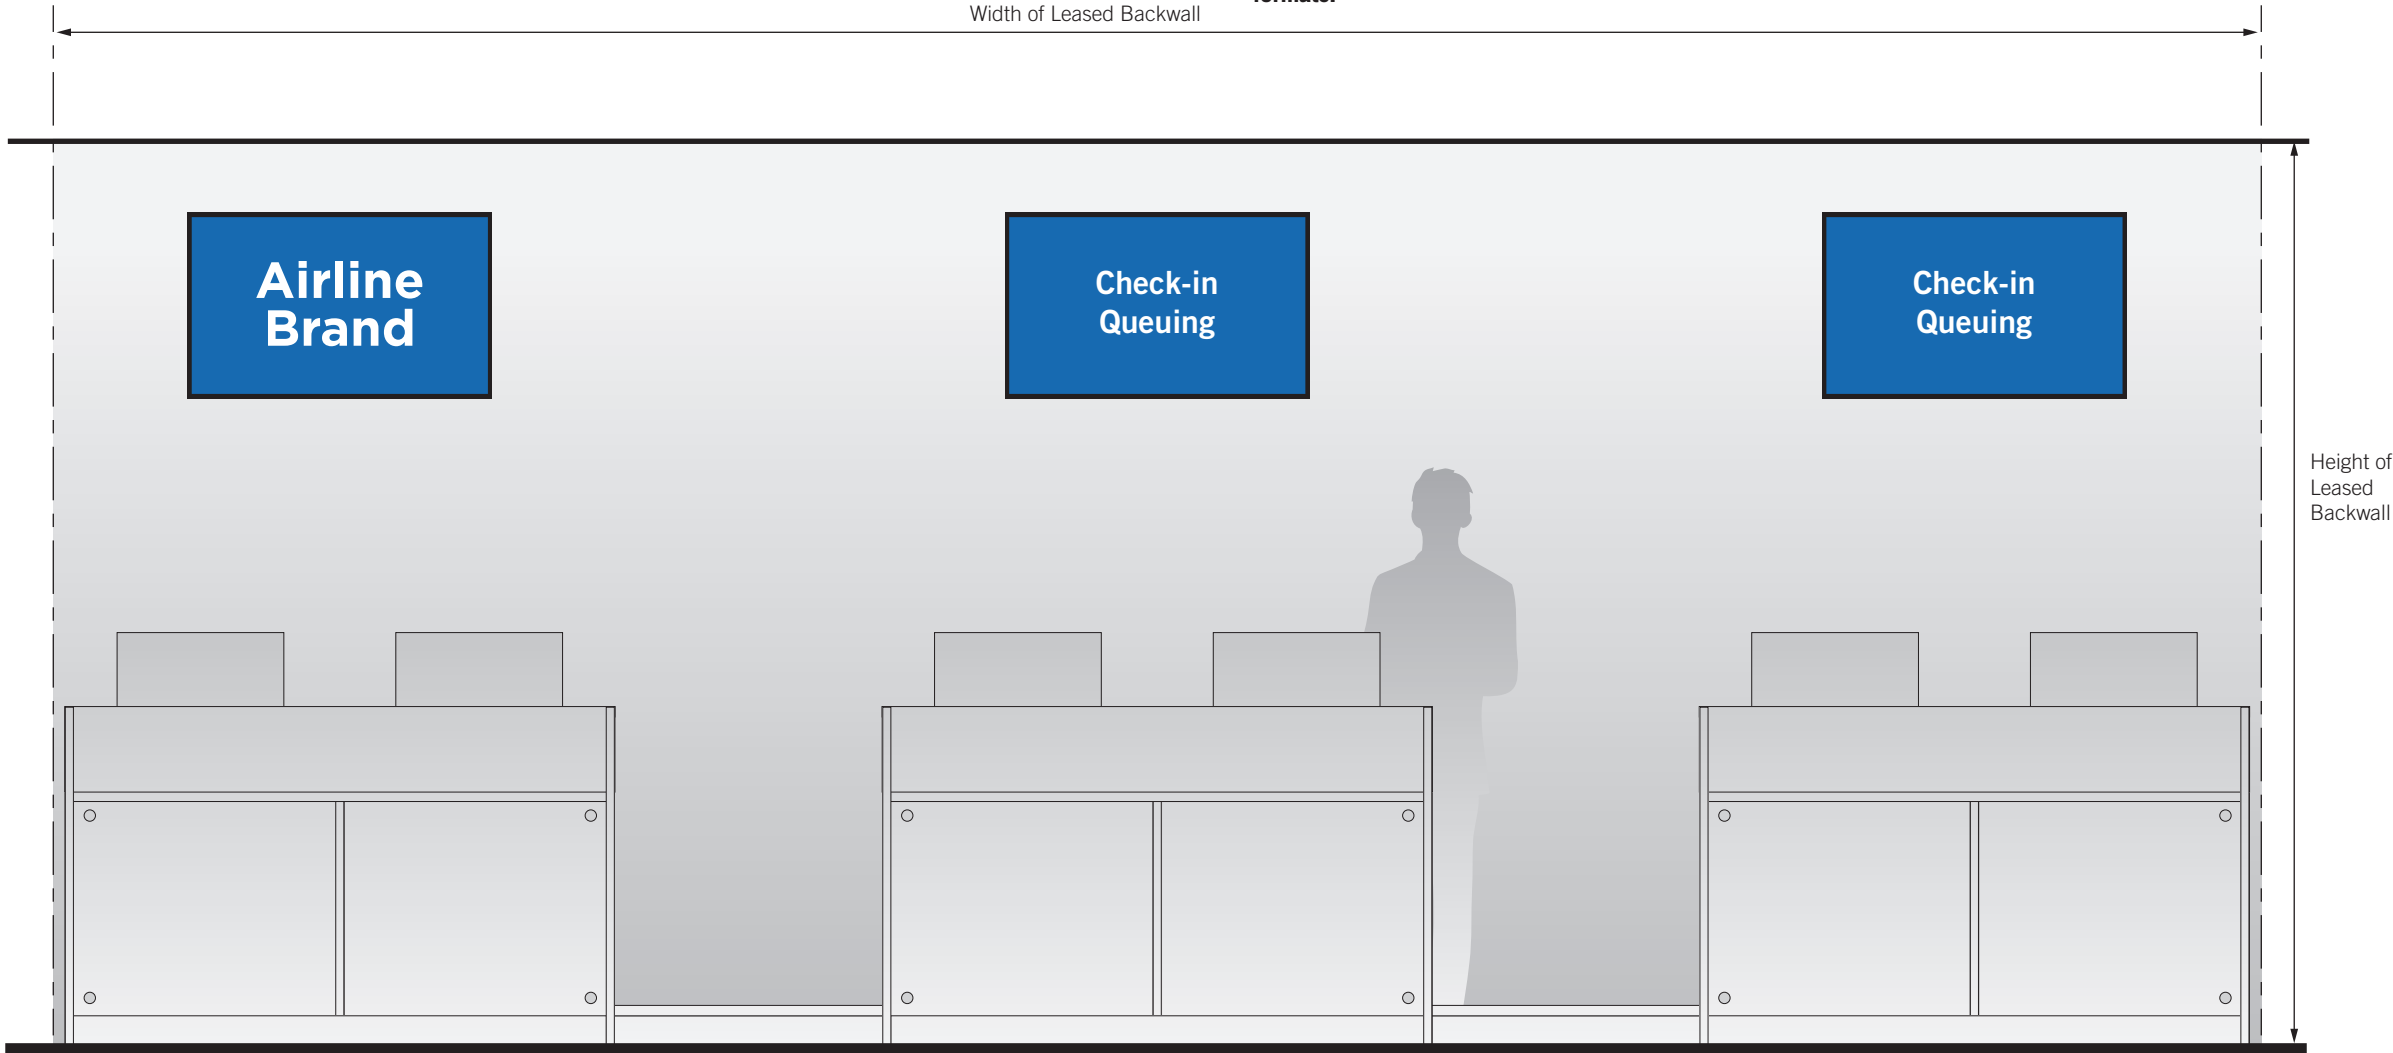 Width of Leased Backwall
Airline
Brand
Check-in
Queuing
Check-in
Queuing
Height of
Leased
Backwall